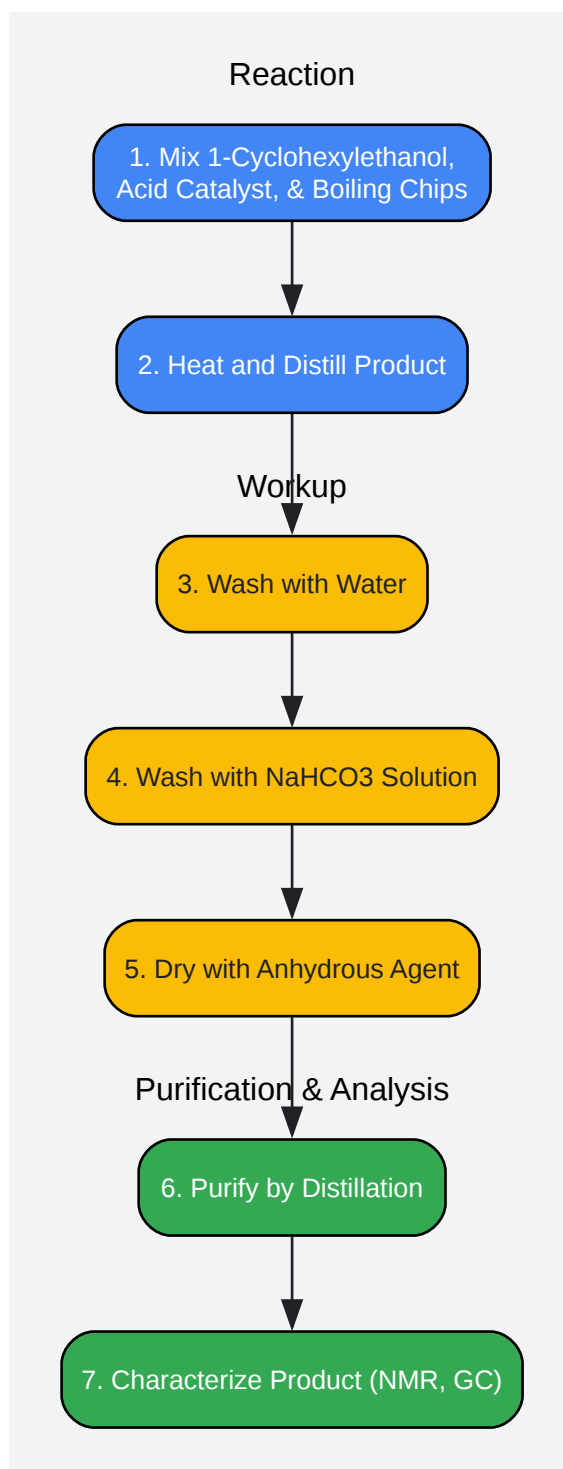 Reaction
1. Mix 1-Cyclohexylethanol,
Acid Catalyst, & Boiling Chips
2. Heat and Distill Product
Workup
3. Wash with Water
4. Wash with NaHCO3 Solution
5. Dry with Anhydrous Agent
Purification & Analysis
6. Purify by Distillation
7. Characterize Product (NMR, GC)